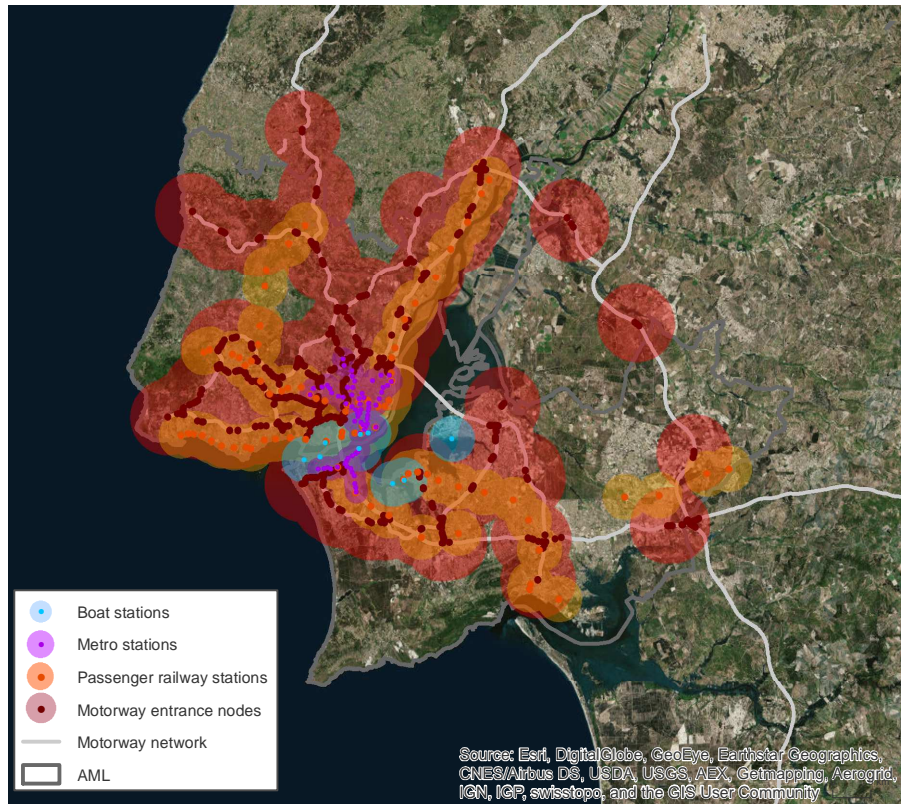 Boat stations
Metro stations
Passenger railway stations
Motorway entrance nodes
Motorway network
AML
Source: Esri, DigitalGlobe, GeoEye, Earthstar Geographics,
CNES/Airbus DS, USDA, USGS, AEX, Getmapping, Aerogrid,
IGN, IGP, swisstopo, and the GIS User Community